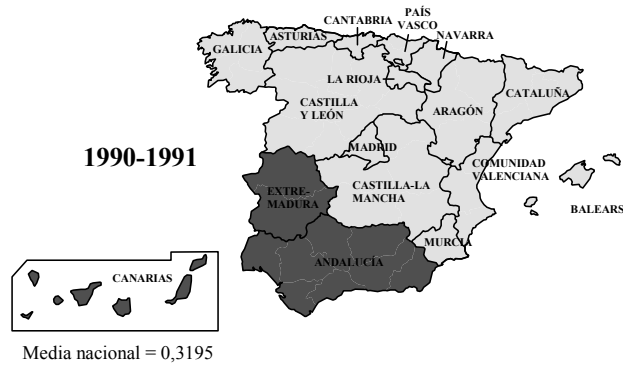 PAÍS
VASCO
CANTABRIA
NAVARRA
ASTURIAS
GALICIA
LA RIOJA
CATALUÑA
CASTILLA
Y LEÓN
ARAGÓN
MADRID
1990-1991
COMUNIDAD
VALENCIANA
CASTILLA-LA
MANCHA
EXTRE-
MADURA
BALEARS
MURCIA
ANDALUCÍA
CANARIAS
Media nacional = 0,3195